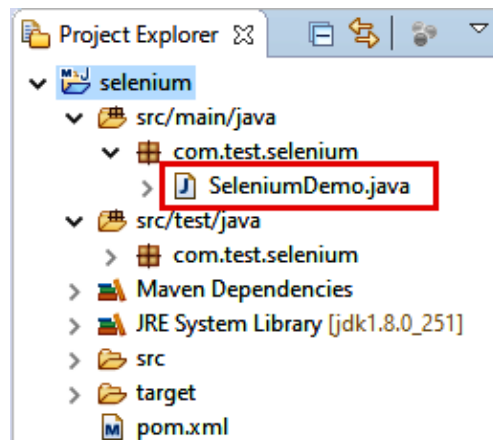 Project Explorer
selenium
src/main/java
com.test.selenium
SeleniumDemo.java
src/test/java
com.test.selenium
Maven Dependencies
JRE System Library [jdk1.8.0_251]
src
target
pom.xml